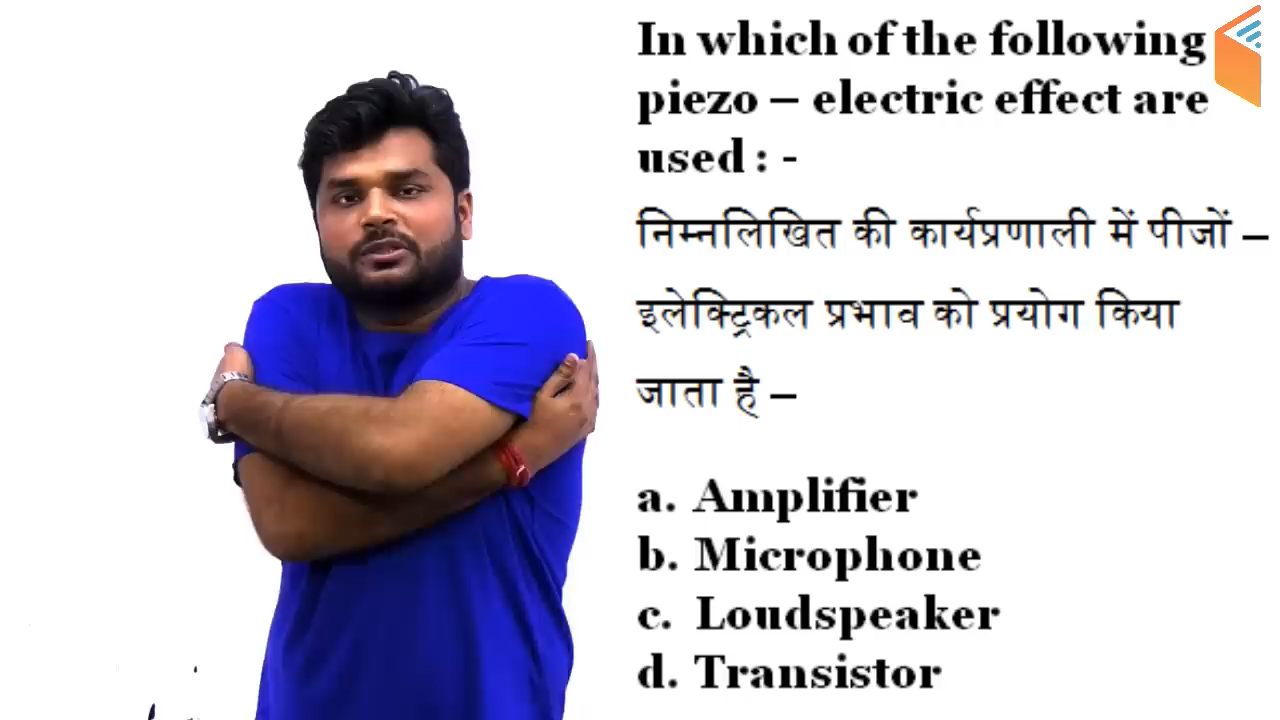 In which of the following
piezo – electric effect are
used : -
निम्नलिखित की कार्यप्रणाली में पीजों –
इलेक्ट्रिकल प्रभाव को प्रयोग किया
जाता है –
a. Amplifier
b. Microphone
c. Loudspeaker
d. Transistor